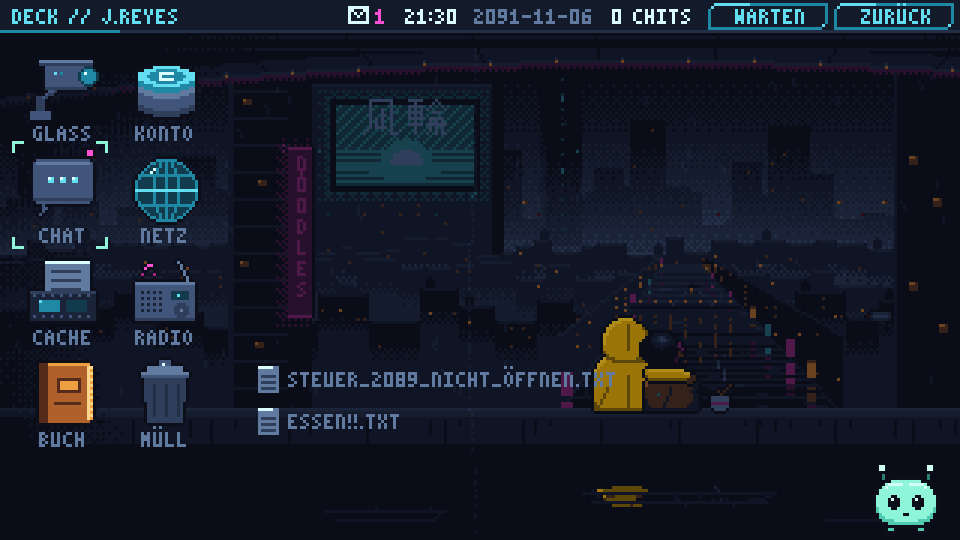 DECK // J.REYES
1 21:30 2091-11-06 0 CHITS WARTEN ZURÜCK
GLASS KONTO
CHAT NETZ
CACHE RADIO
BUCH MÜLL
STEUER_2089_NICHT_ÖFFNEN.TXT
ESSEN!!.TXT
風輪